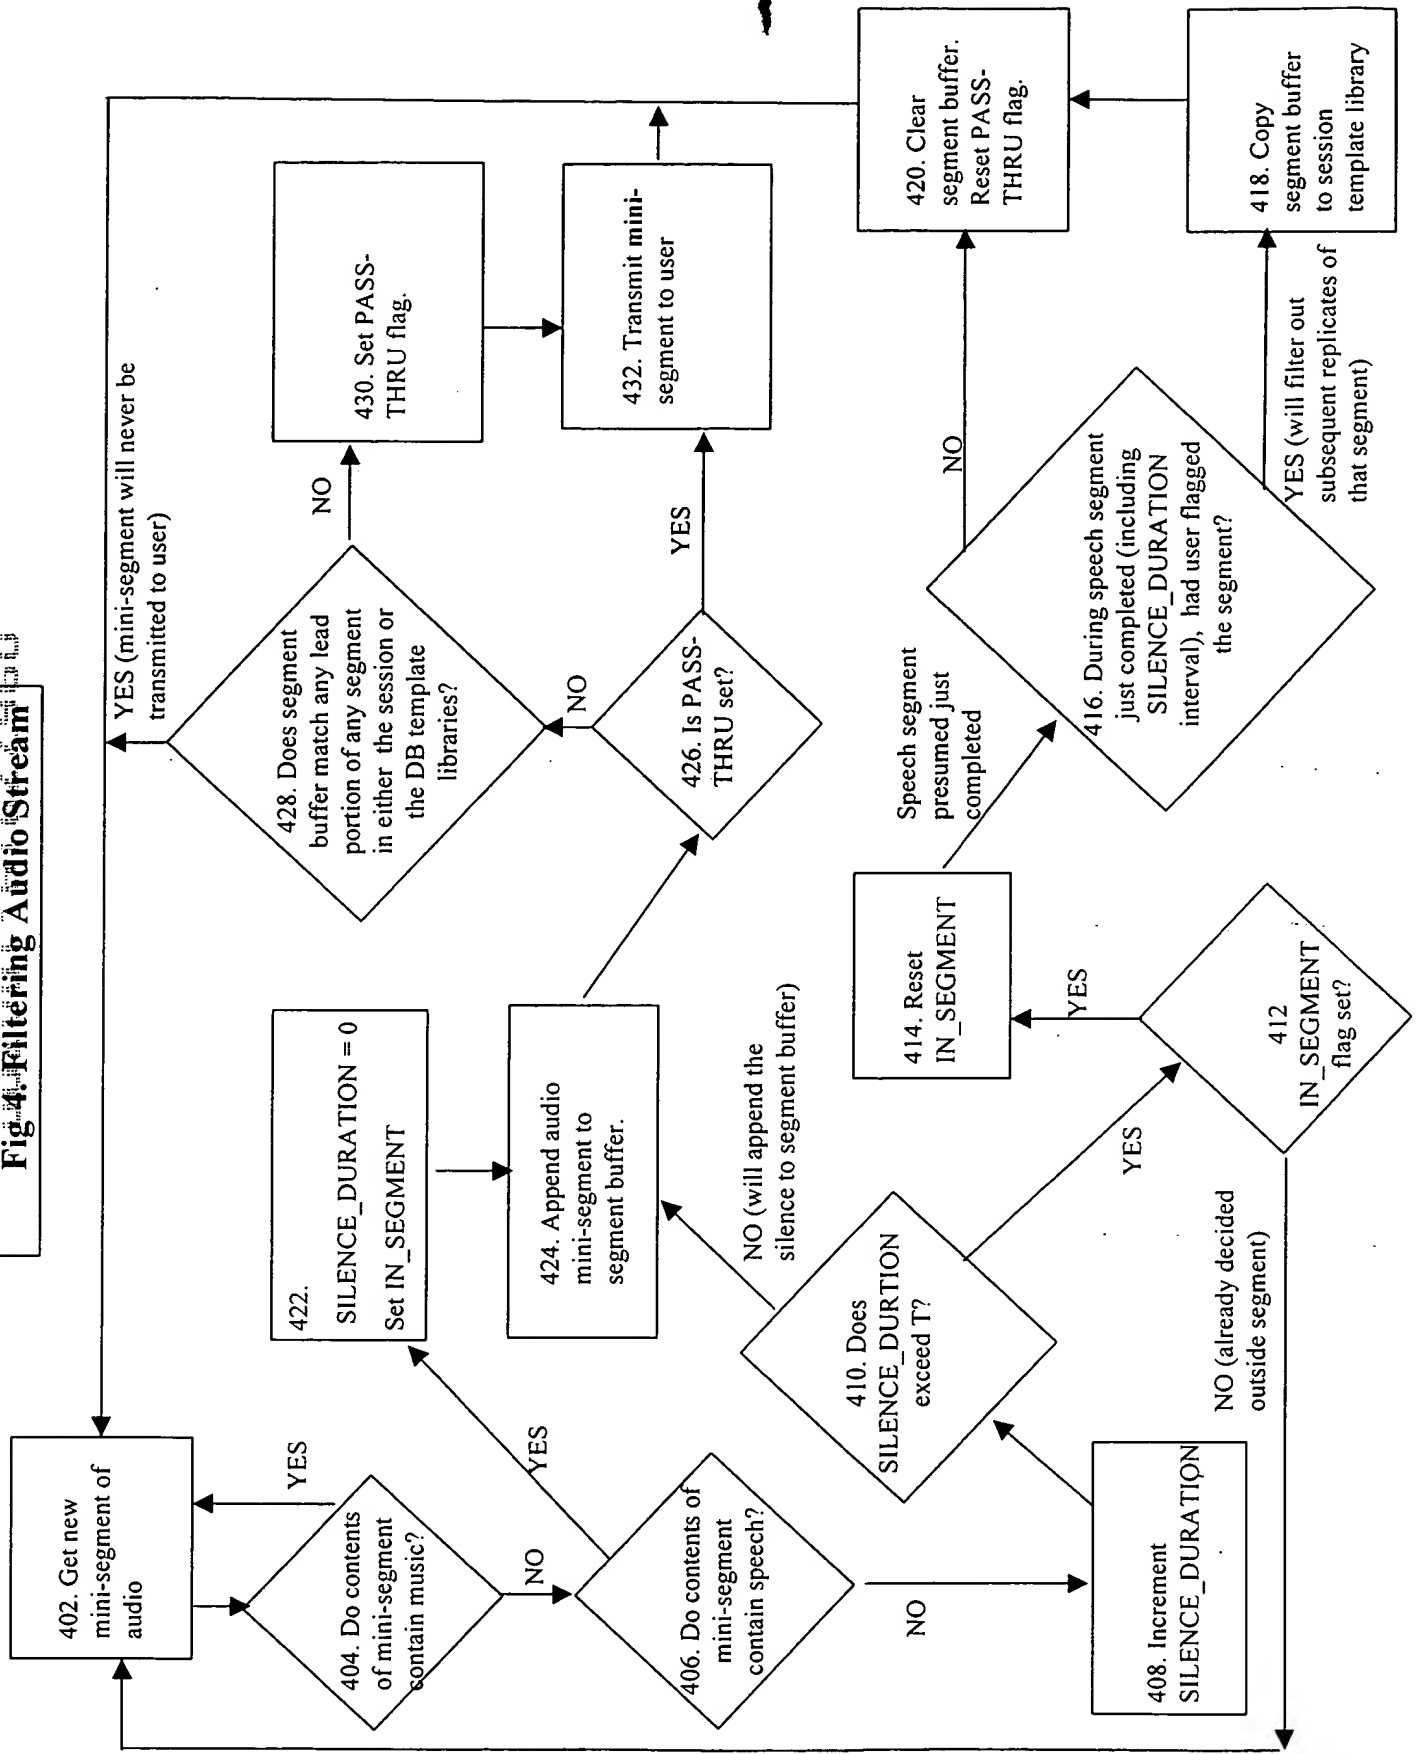 Fig 4. Filtering Audio Stream
402. Get new
mini-segment of
audio
404. Do contents
of mini-segment
contain music?
YES
NO
406. Do contents of
mini-segment
contain speech?
YES
NO
408. Increment
SILENCE_DURATION
410. Does
SILENCE_DURTION
exceed T?
NO (will append the
silence to segment buffer)
YES
412
IN_SEGMENT
flag set?
NO (already decided
outside segment)
YES
414. Reset
IN_SEGMENT
Speech segment
presumed just
completed
416. During speech segment
just completed (including
SILENCE_DURATION
interval), had user flagged
the segment?
NO
YES (will filter out
subsequent replicates of
that segment)
418. Copy
segment buffer
to session
template library
420. Clear
segment buffer.
Reset PASS-
THRU flag.
422.
SILENCE_DURATION = 0
Set IN_SEGMENT
424. Append audio
mini-segment to
segment buffer.
426. Is PASS-
THRU set?
NO
YES
428. Does segment
buffer match any lead
portion of any segment
in either the session or
the DB template
libraries?
YES (mini-segment will never be
transmitted to user)
NO
430. Set PASS-
THRU flag.
432. Transmit mini-
segment to user